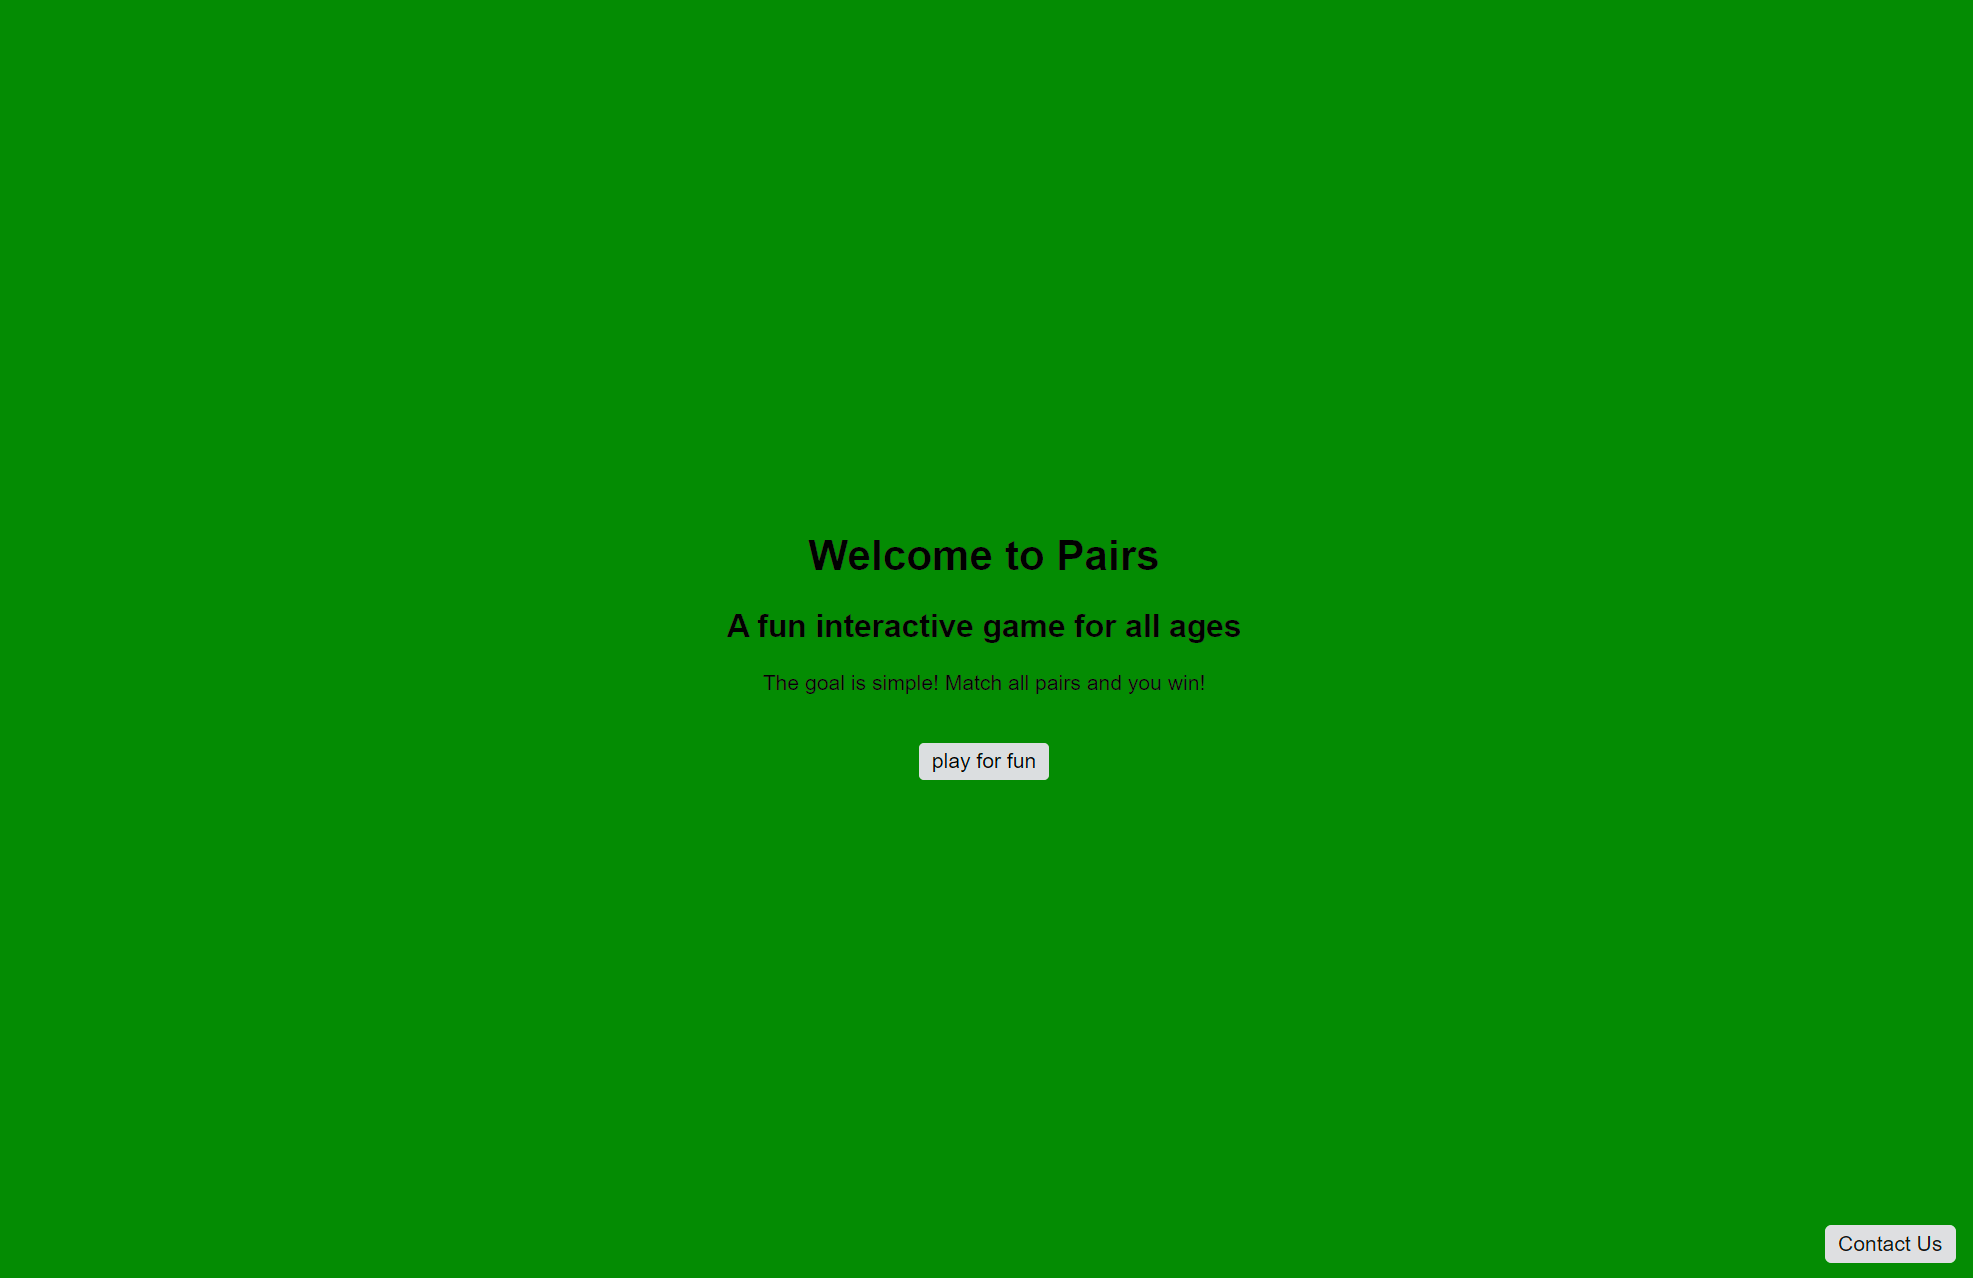 Welcome to Pairs
A fun interactive game for all ages
The goal is simple! Match all pairs and you win!
play for fun
Contact Us